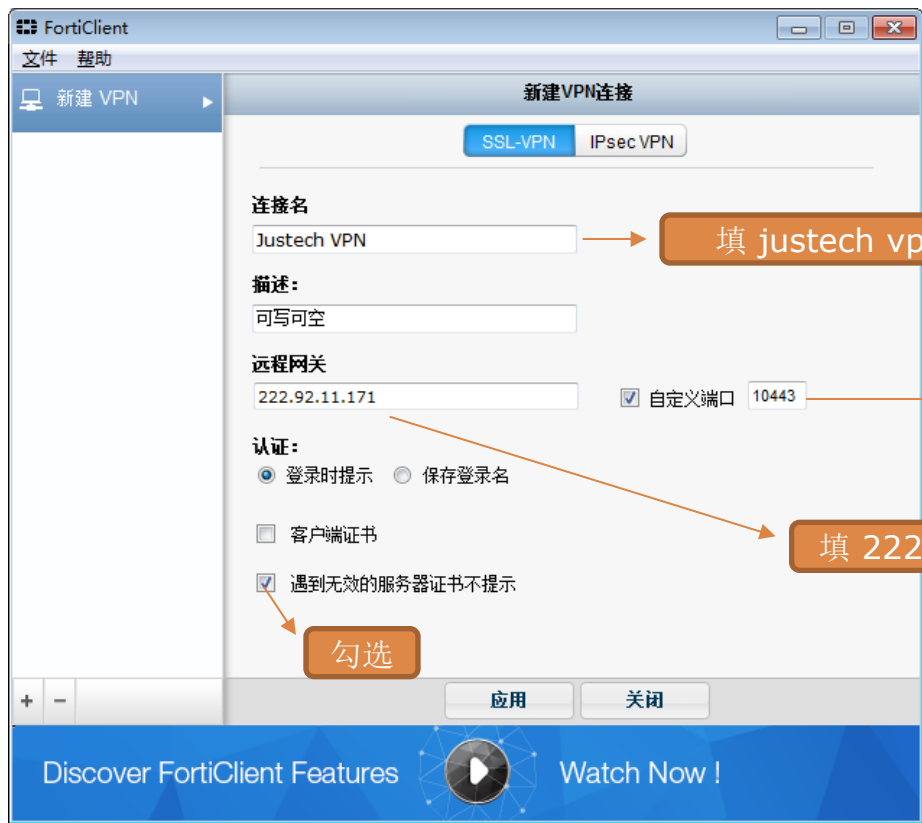 FortiClient
文件 帮助
新建 VPN
新建VPN连接
SSL-VPN IPsec VPN
连接名
Justech VPN
填 justech vp
描述：
可写可空
远程网关
222.92.11.171
自定义端口 10443
认证：
登录时提示 保存登录名
客户端证书
填 222
遇到无效的服务器证书不提示
勾选
应用 关闭
Discover FortiClient Features Watch Now !